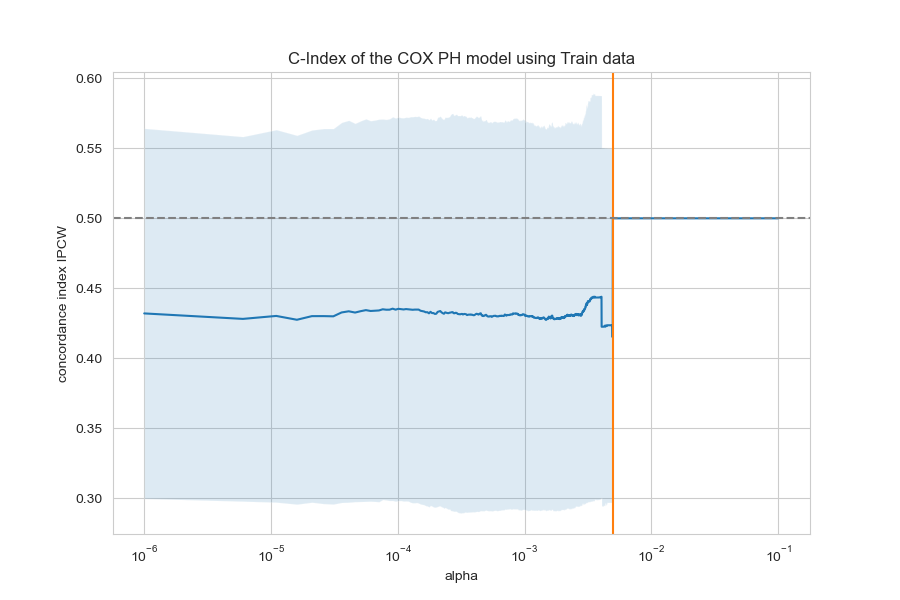 C-Index of the COX PH model using Train data
concordance index IPCW
0.60
0.55
0.50
0.45
0.40
0.35
0.30
10⁻⁶ 10⁻⁵ 10⁻⁴ 10⁻³ 10⁻² 10⁻¹
alpha